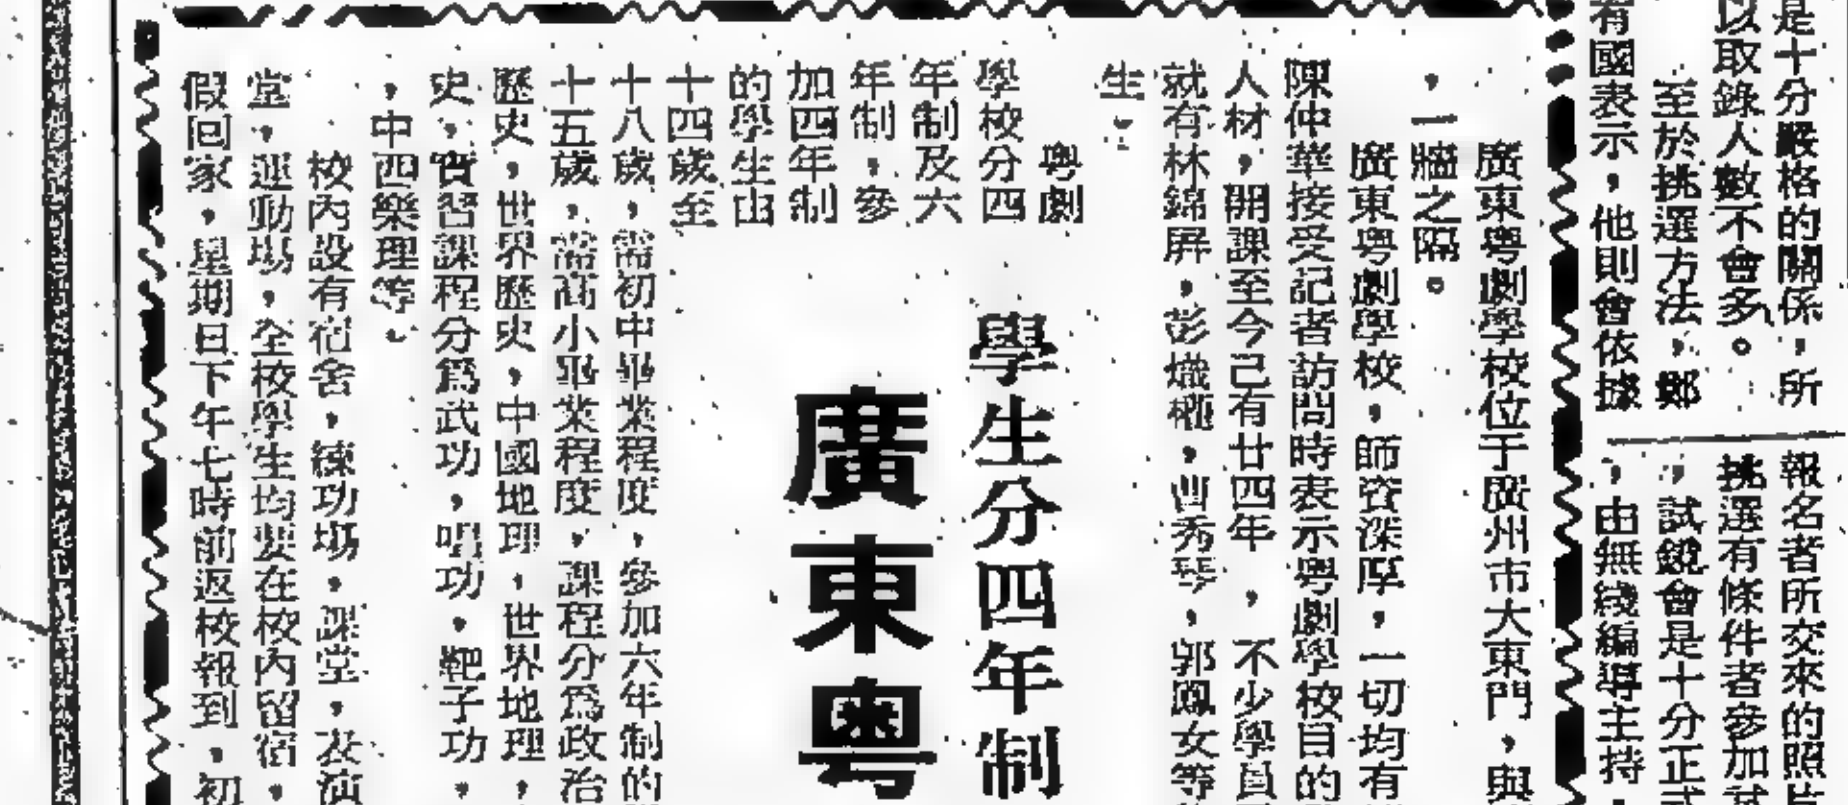 是十分嚴格的關係，所
以取錄人數不會多。
至於挑選方法，鄭
有國表示，他則會依據
報名者所交來的照片
挑選有條件者參加試
，試鏡會是十分正式
，由無綫編導主持，
廣東粵劇學校位于廣州市大東門，與
，一牆之隔。
廣東粵劇學校，師資深厚，一切均有
陳仲華接受記者訪問時表示粵劇學校目的
人材，開課至今已有廿四年，不少學員
就有林錦屏，彭熾權，曹秀琴，郭鳳女等
生。
學生分四年制
廣東粵
粵劇
學校分四
年制及六
年制，參
加四年制
的學生由
十四歲至
十八歲，需初中畢業程度，參加六年制的
十五歲，需高小畢業程度，課程分為政治
歷史，世界歷史，中國地理，世界地理，
史，實習課程分爲武功，唱功，靶子功，
，中西樂理等。
校內設有宿舍，練功場，課堂，表演
堂，運動場，全校學生均要在校內留宿，
假回家，星期日下午七時前返校報到，初